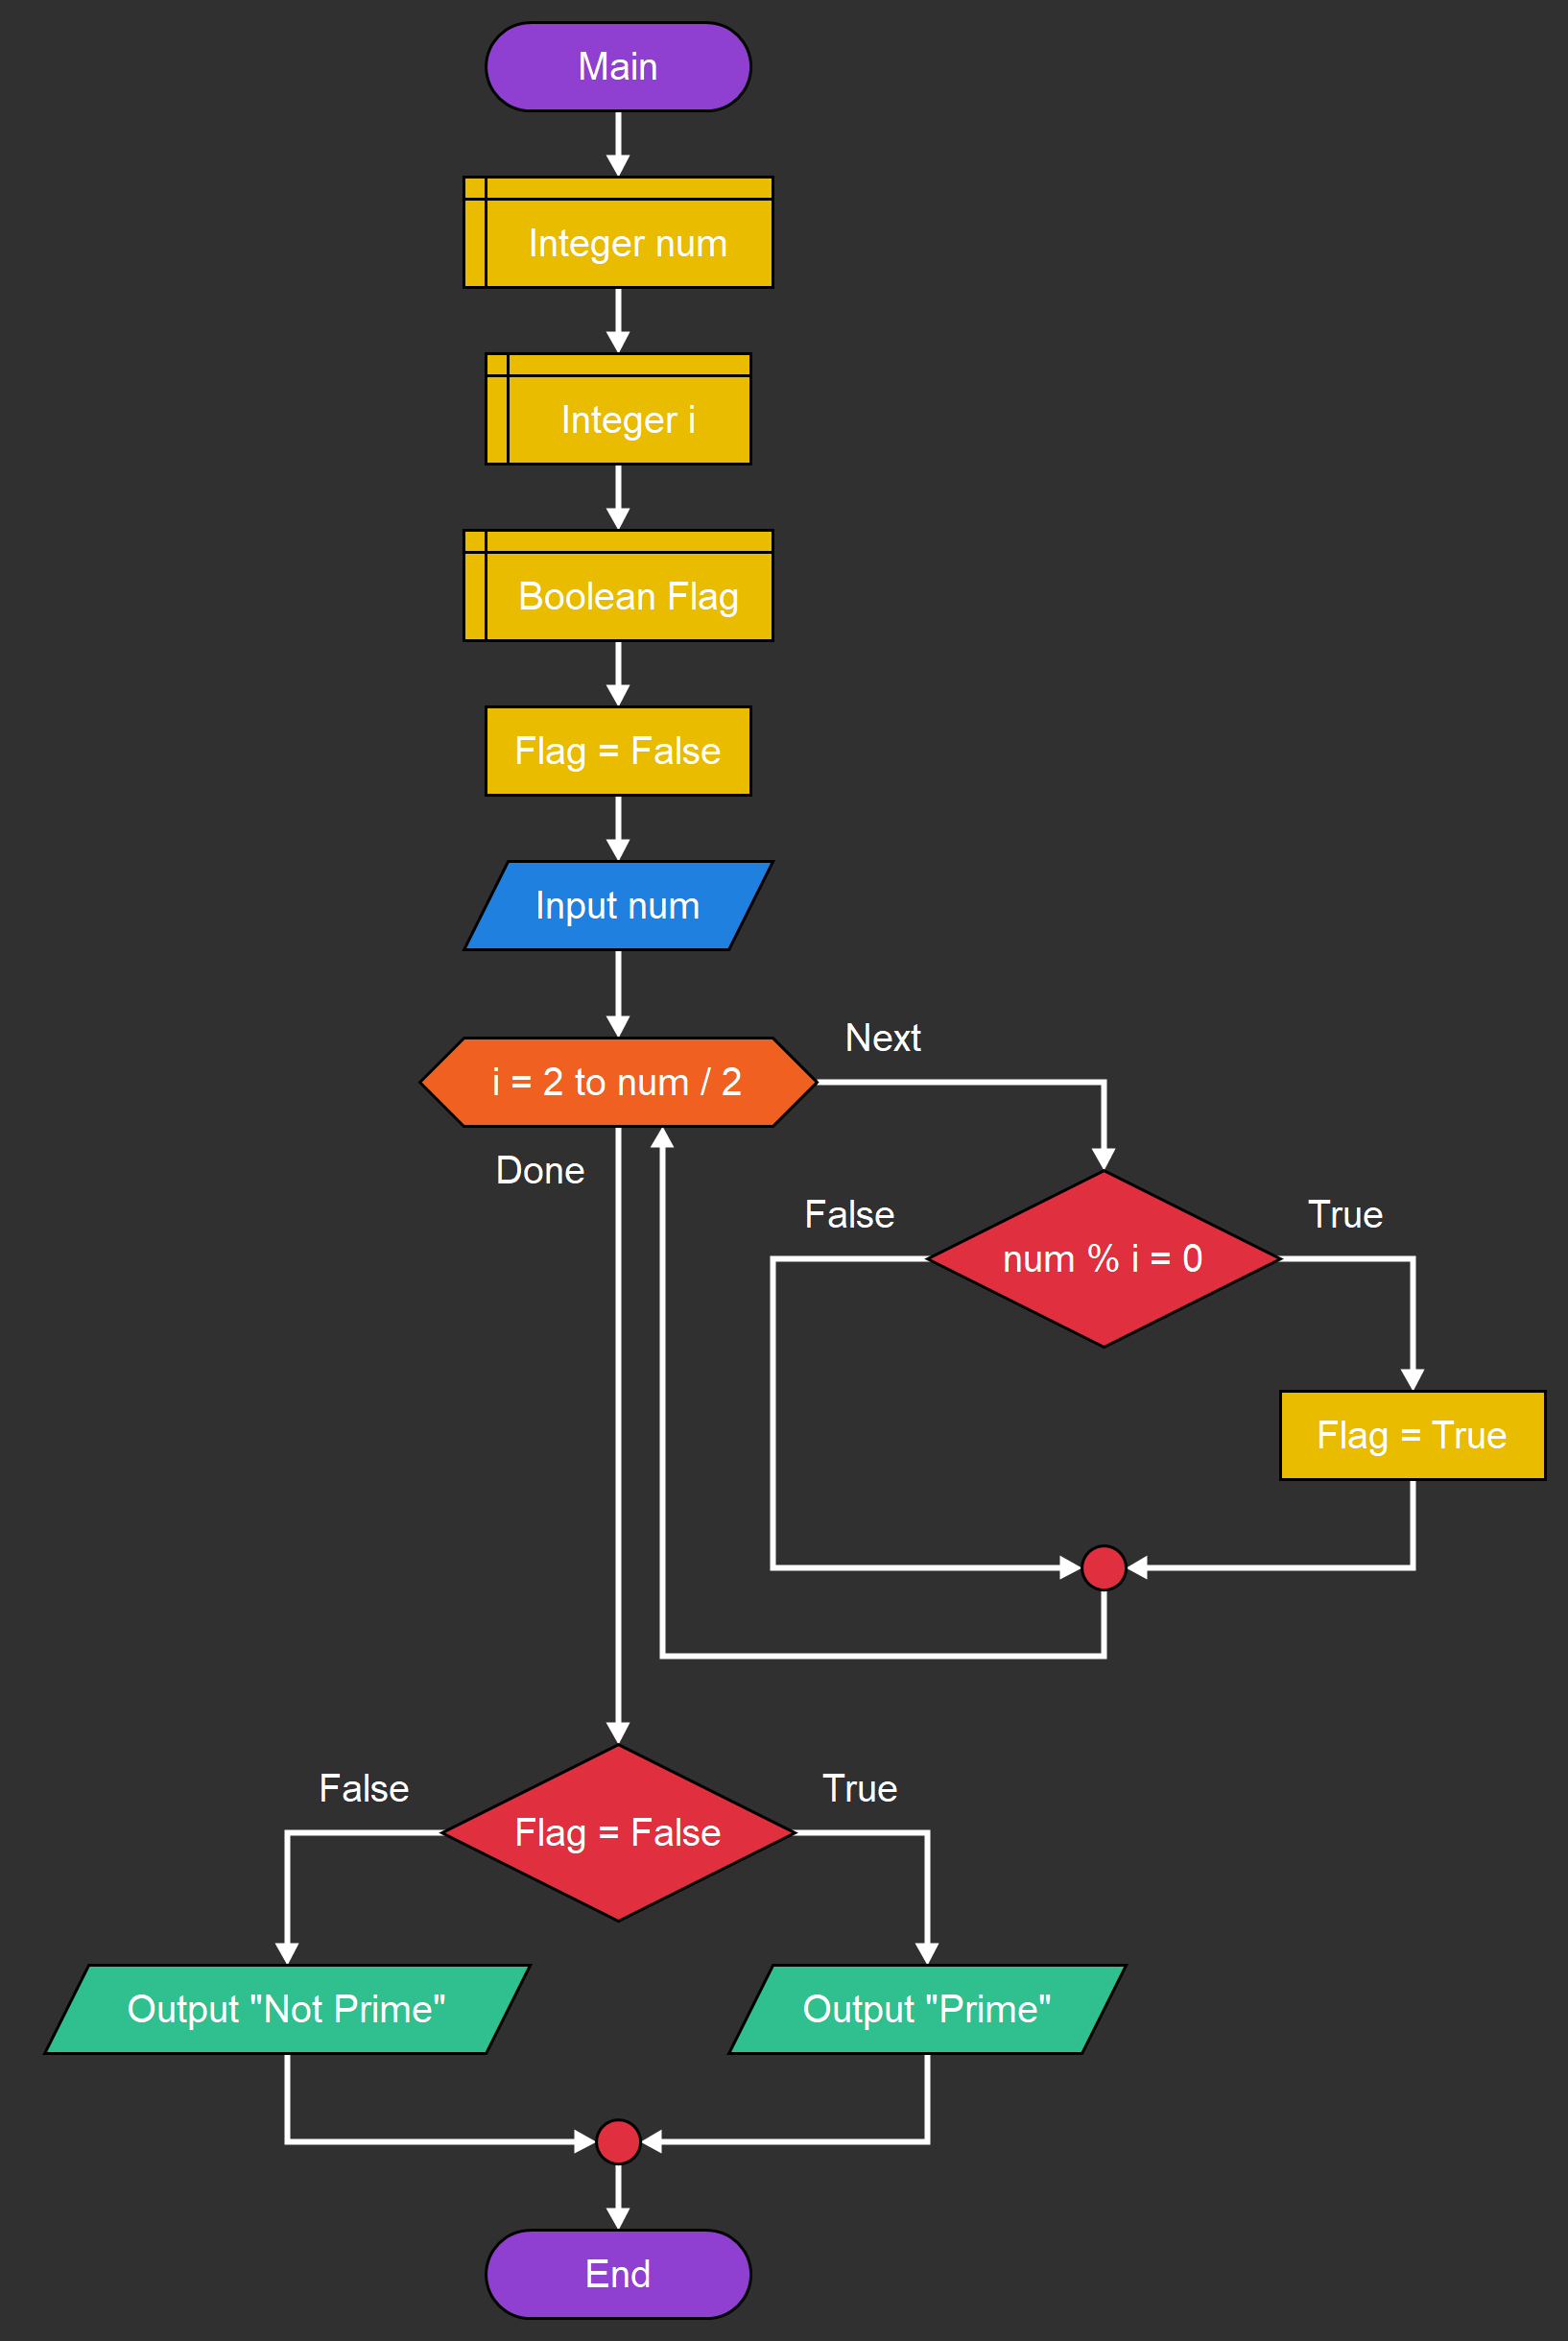 Main
Integer num
Integer i
Boolean Flag
Flag = False
Input num
Next
i = 2 to num / 2
Done
False
True
num % i = 0
Flag = True
False
True
Flag = False
Output "Not Prime"
Output "Prime"
End